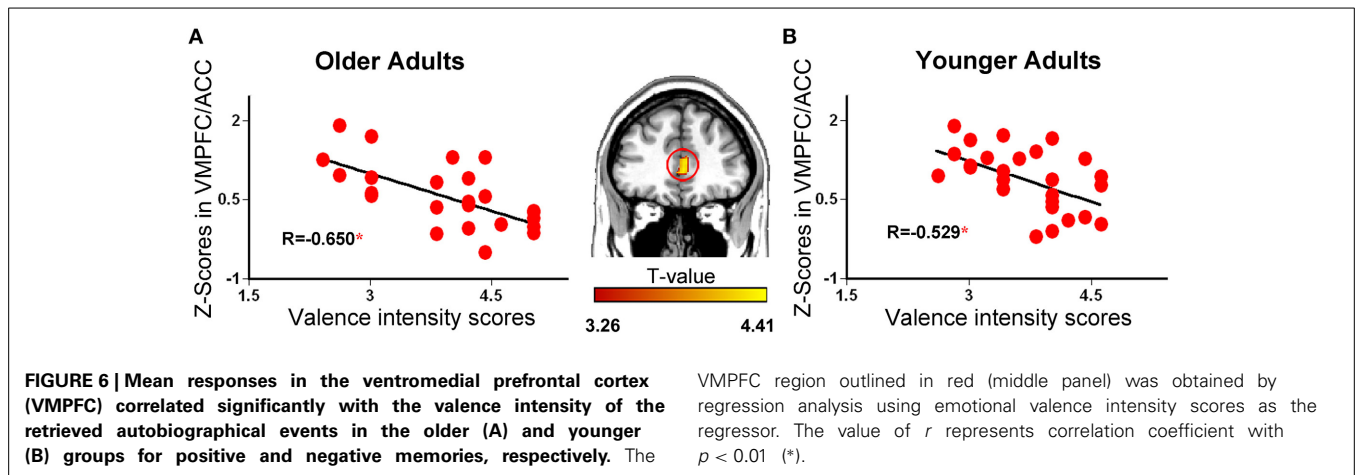 A
Older Adults
Z-Scores in VMPFC/ACC
2
0.5
-1
R=-0.650*
1.5
3
4.5
Valence intensity scores
T-value
3.26
4.41
B
Younger Adults
Z-Scores in VMPFC/ACC
2
0.5
-1
R=-0.529*
1.5
3
4.5
Valence intensity scores
FIGURE 6 | Mean responses in the ventromedial prefrontal cortex
(VMPFC) correlated significantly with the valence intensity of the
retrieved autobiographical events in the older (A) and younger
(B) groups for positive and negative memories, respectively. The
VMPFC region outlined in red (middle panel) was obtained by
regression analysis using emotional valence intensity scores as the
regressor. The value of r represents correlation coefficient with
p < 0.01 (*).